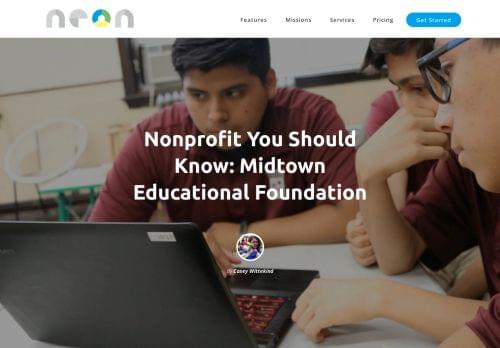 neon
Features Missions Services Pricing Get Started
Nonprofit You Should
Know: Midtown
Educational Foundation
By Casey Wittekind